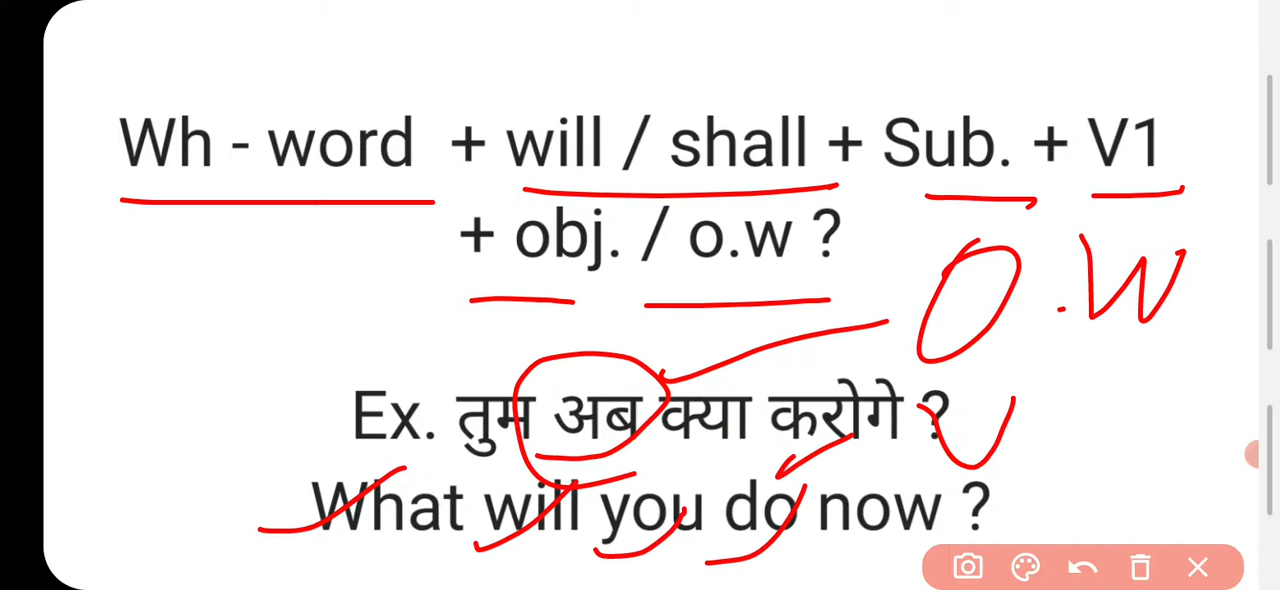 Wh - word + will / shall + Sub. + V1
+ obj. / o.w ?
O.W
Ex. तुम अब क्या करोगे ?
What will you do now ?